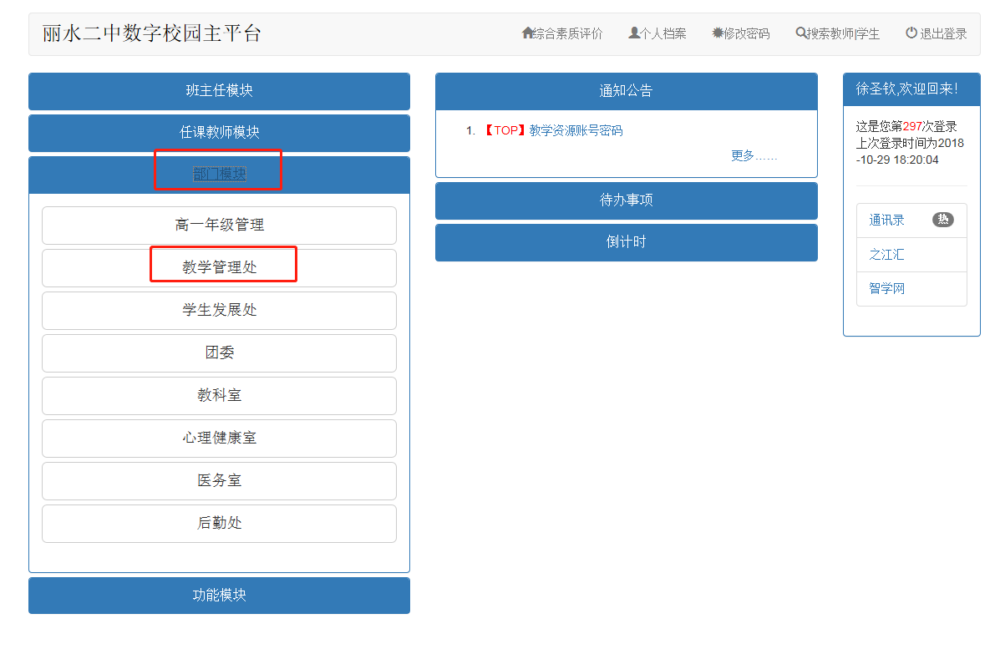 丽水二中数字校园主平台
综合素质评价 个人档案 修改密码 搜索教师|学生 退出登录
班主任模块
任课教师模块
部门模块
高一年级管理
教学管理处
学生发展处
团委
教科室
心理健康室
医务室
后勤处
功能模块
通知公告
1. 【TOP】教学资源账号密码
更多……
待办事项
倒计时
徐圣钦,欢迎回来!
这是您第297次登录
上次登录时间为2018
-10-29 18:20:04
通讯录 热
之江汇
智学网